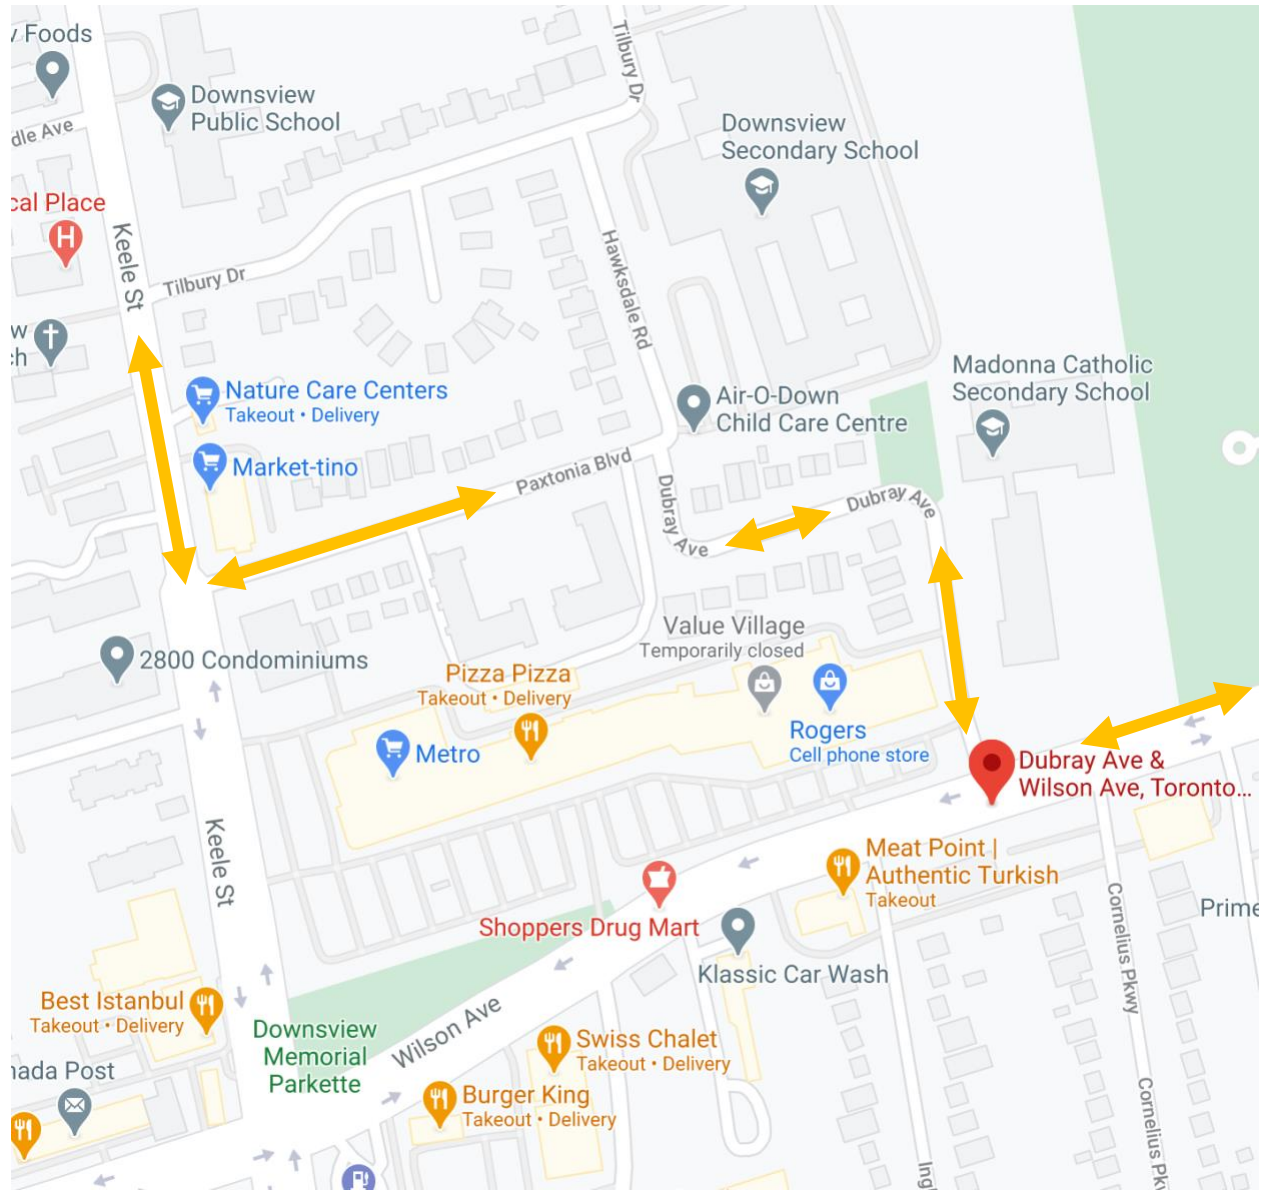 v Foods
Downsview
Public School
dle Ave
Tilbury Dr
Downsview
Secondary School
cal Place
H
Keele St
Tilbury Dr
Hawksdale Rd
w
ch
Nature Care Centers
Takeout • Delivery
Market-tino
Madonna Catholic
Secondary School
Air-O-Down
Child Care Centre
Paxtonia Blvd
Dubray Ave
Dubray Ave
Value Village
Temporarily closed
2800 Condominiums
Pizza Pizza
Takeout • Delivery
Metro
Rogers
Cell phone store
Dubray Ave &
Wilson Ave, Toronto...
Keele St
Meat Point |
Authentic Turkish
Takeout
Shoppers Drug Mart
Klassic Car Wash
Cornelius Pkwy
Prime
Best Istanbul
Takeout • Delivery
Downsview
Memorial
Parkette
Wilson Ave
Swiss Chalet
Takeout • Delivery
nada Post
Burger King
Takeout • Delivery
Cornelius Pk
Ing